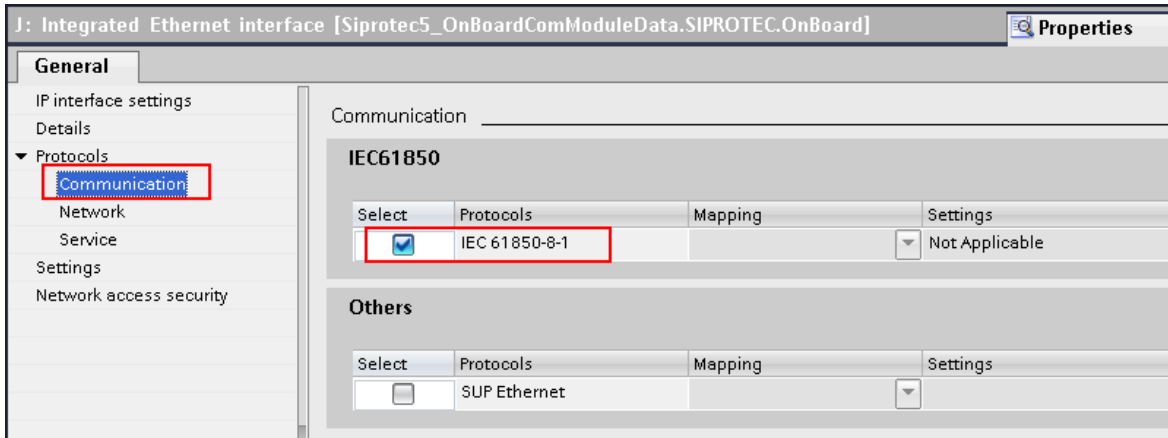 J: Integrated Ethernet interface [Siprotec5_OnBoardComModuleData.SIPROTEC.OnBoard]
Properties
General
IP interface settings
Details
Protocols
Communication
Network
Service
Settings
Network access security
Communication
IEC61850
Select Protocols Mapping Settings
IEC 61850-8-1 Not Applicable
Others
Select Protocols Mapping Settings
SUP Ethernet